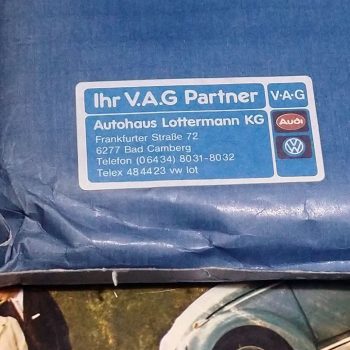 Ihr V.A.G Partner
V·A·G
Autohaus Lottermann KG
Frankfurter Straße 72
6277 Bad Camberg
Telefon (06434) 8031-8032
Telex 484423 vw lot
Audi